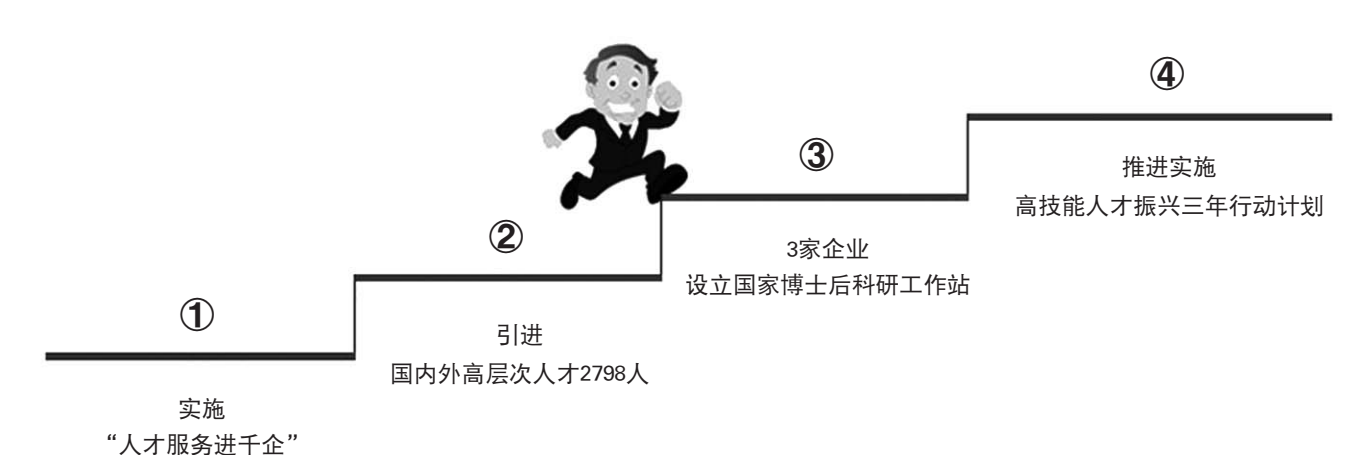 ①
实施
“人才服务进千企”
②
引进
国内外高层次人才2798人
③
3家企业
设立国家博士后科研工作站
④
推进实施
高技能人才振兴三年行动计划